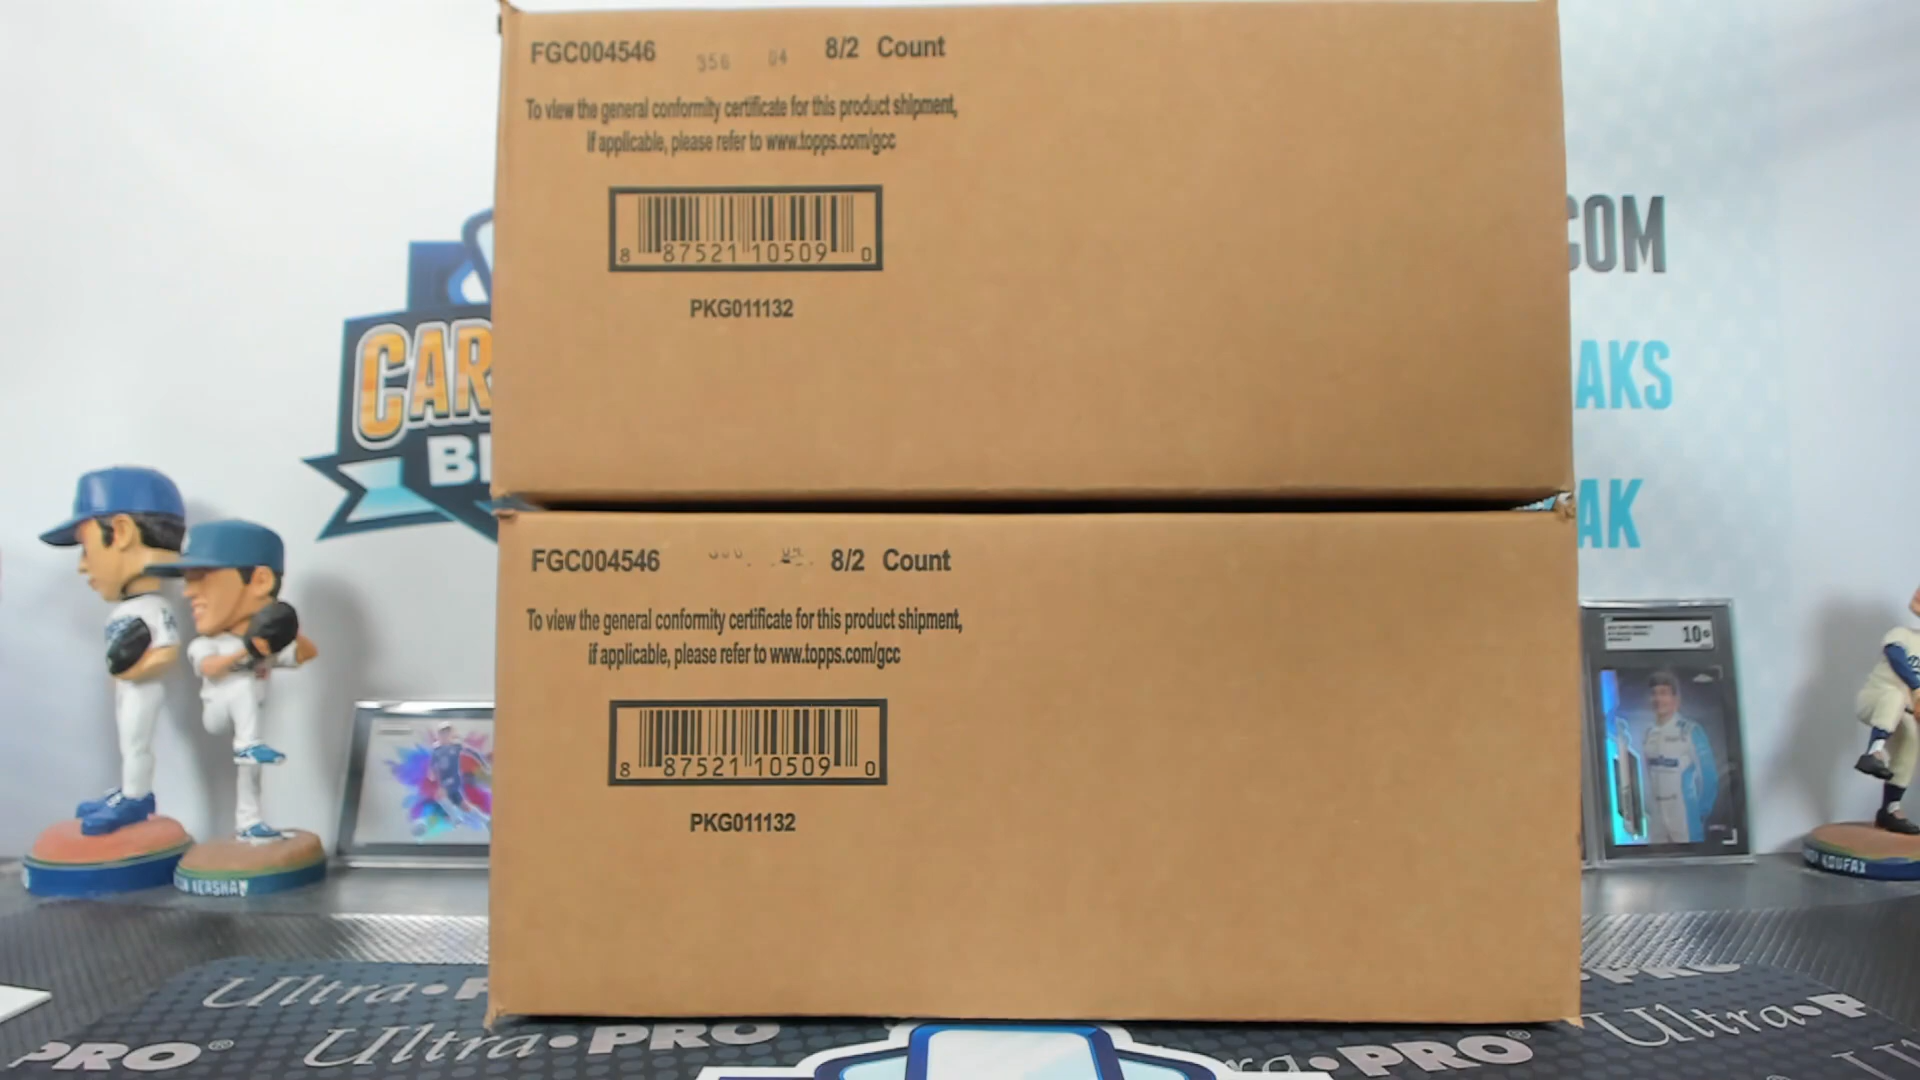 FGC004546 356 04 8/2 Count
To view the general conformity certificate for this product shipment,
if applicable, please refer to www.topps.com/gcc
8 87521 10509 0
PKG011132
FGC004546 8/2 Count
To view the general conformity certificate for this product shipment,
if applicable, please refer to www.topps.com/gcc
8 87521 10509 0
PKG011132
CAR
B
COM
AKS
AK
10
KERSHAW
KOUFAX
Ultra
Ultra PRO
PRO
PRO
Ultra P